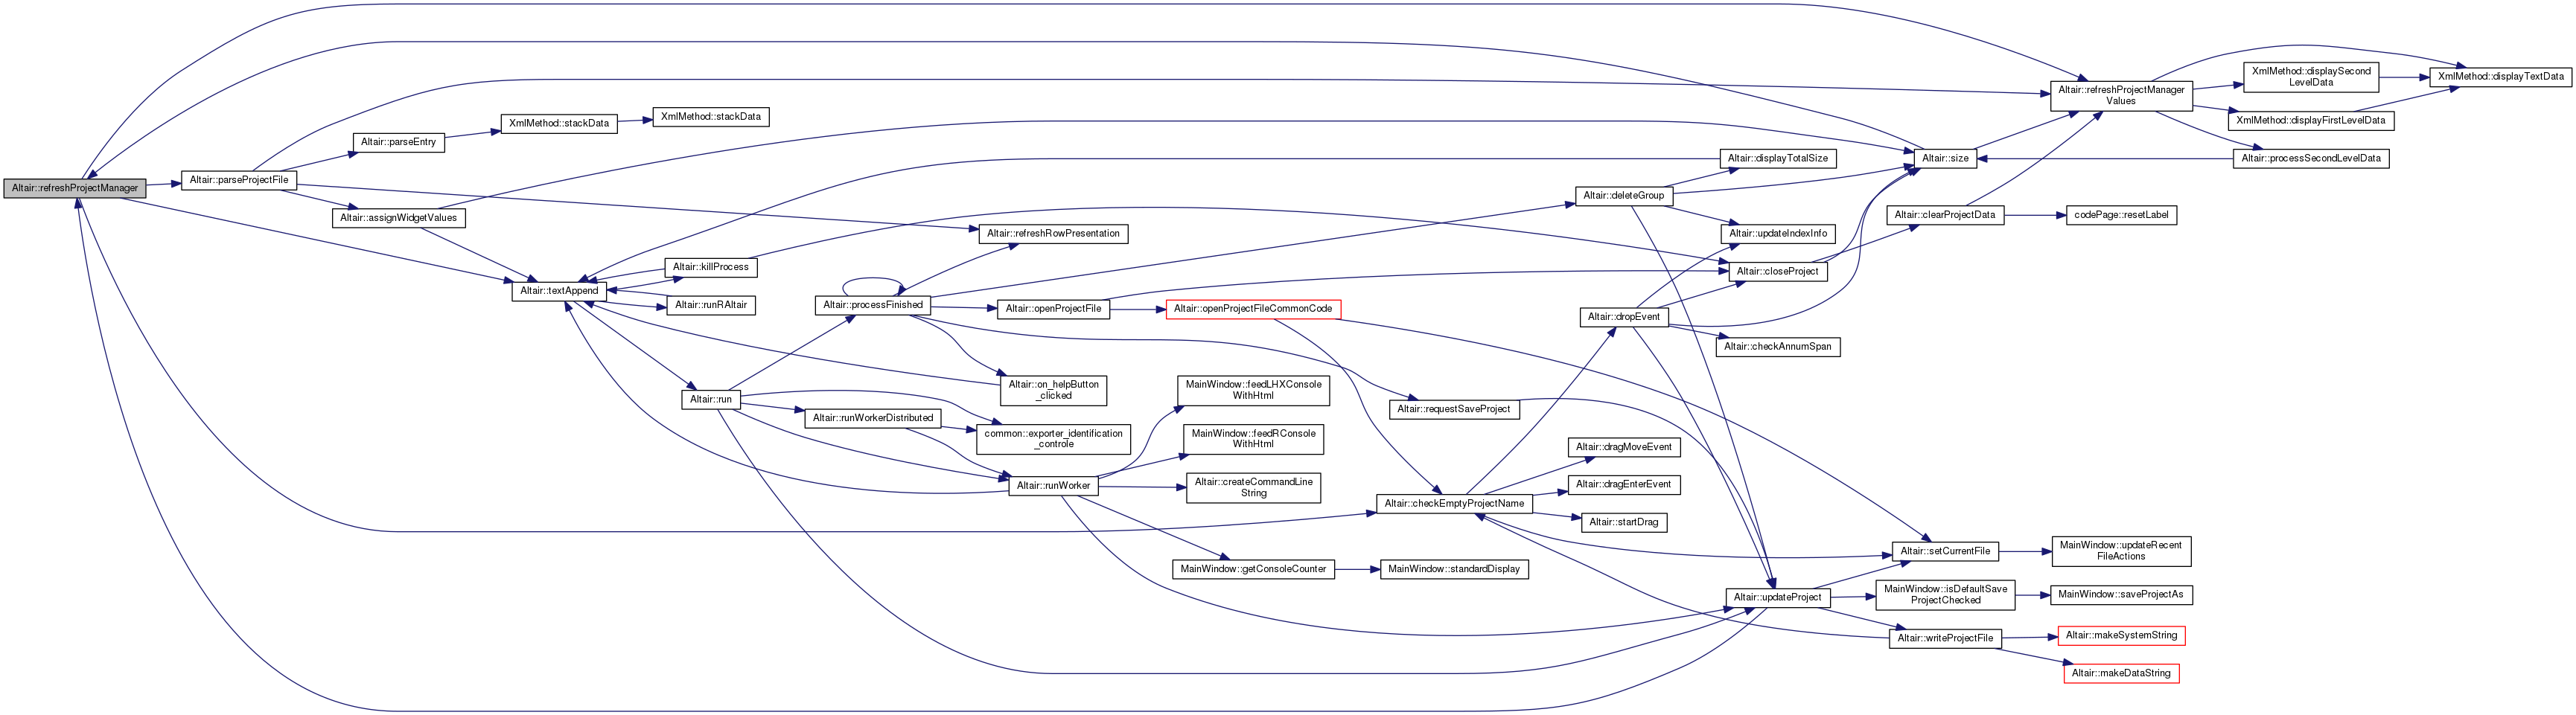 Altair::refreshProjectManager
Altair::parseProjectFile
Altair::parseEntry
Altair::assignWidgetValues
XmlMethod::stackData
XmlMethod::stackData
Altair::textAppend
Altair::killProcess
Altair::runRAltair
Altair::run
Altair::processFinished
Altair::runWorkerDistributed
Altair::refreshRowPresentation
Altair::openProjectFile
Altair::on_helpButton
_clicked
common::exporter_identification
_controle
Altair::runWorker
Altair::openProjectFileCommonCode
MainWindow::feedLHXConsole
WithHtml
MainWindow::feedRConsole
WithHtml
Altair::createCommandLine
String
MainWindow::getConsoleCounter
Altair::requestSaveProject
Altair::checkEmptyProjectName
MainWindow::standardDisplay
Altair::deleteGroup
Altair::dropEvent
Altair::dragMoveEvent
Altair::dragEnterEvent
Altair::startDrag
Altair::displayTotalSize
Altair::updateIndexInfo
Altair::closeProject
Altair::checkAnnumSpan
Altair::updateProject
Altair::size
Altair::clearProjectData
Altair::setCurrentFile
MainWindow::isDefaultSave
ProjectChecked
Altair::writeProjectFile
Altair::refreshProjectManager
Values
codePage::resetLabel
MainWindow::updateRecent
FileActions
MainWindow::saveProjectAs
Altair::makeSystemString
Altair::makeDataString
XmlMethod::displaySecond
LevelData
XmlMethod::displayFirstLevelData
Altair::processSecondLevelData
XmlMethod::displayTextData